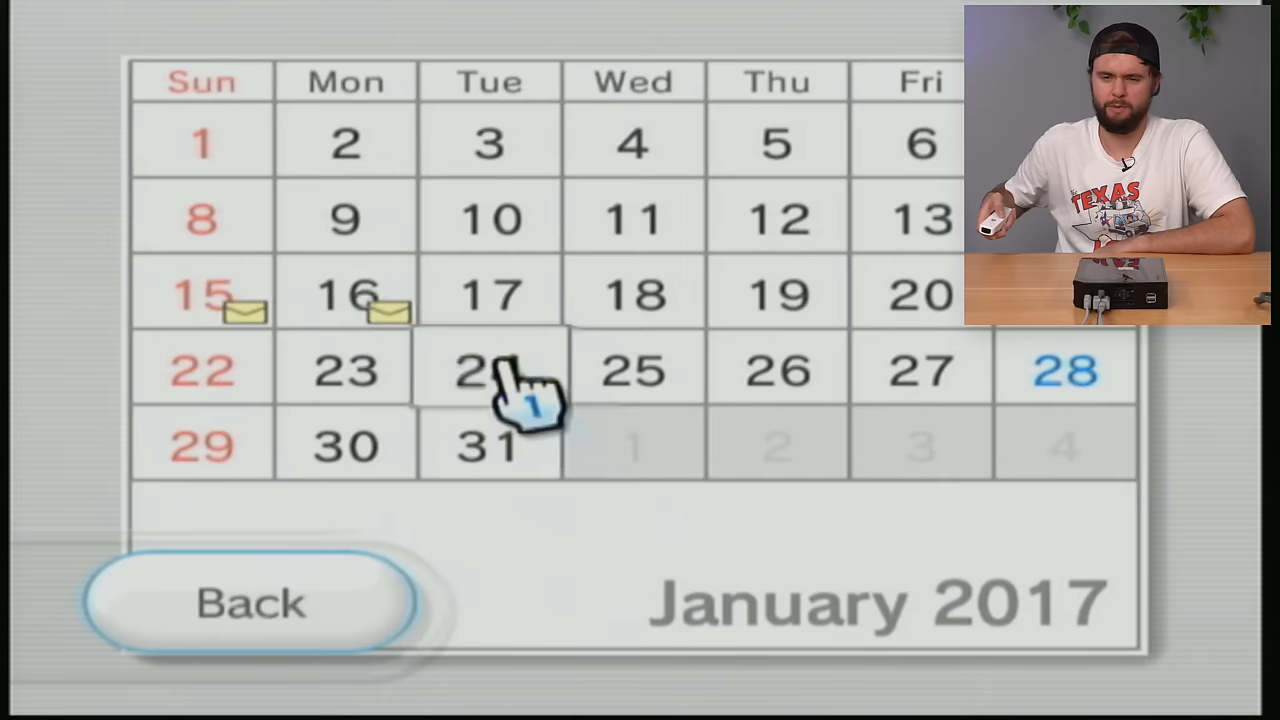 Sun Mon Tue Wed Thu Fri
1 2 3 4 5 6
8 9 10 11 12 13
15 16 17 18 19 20
22 23 2 25 26 27 28
29 30 31 1 2 3 4
Back
January 2017
1
TEXAS